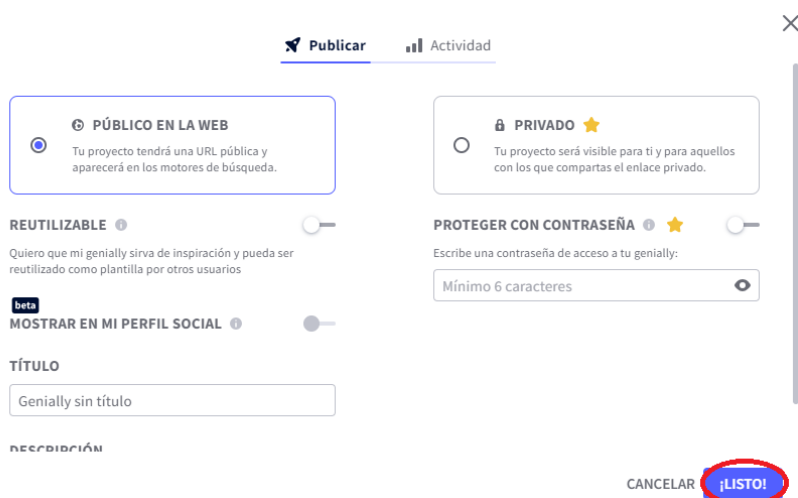 Publicar
Actividad
PÚBLICO EN LA WEB
Tu proyecto tendrá una URL pública y
aparecerá en los motores de búsqueda.
PRIVADO
Tu proyecto será visible para ti y para aquellos
con los que compartas el enlace privado.
REUTILIZABLE
Quiero que mi genially sirva de inspiración y pueda ser
reutilizado como plantilla por otros usuarios
PROTEGER CON CONTRASEÑA
Escribe una contraseña de acceso a tu genially:
Mínimo 6 caracteres
beta
MOSTRAR EN MI PERFIL SOCIAL
TÍTULO
Genially sin título
DESCRIPCIÓN
CANCELAR
¡LISTO!